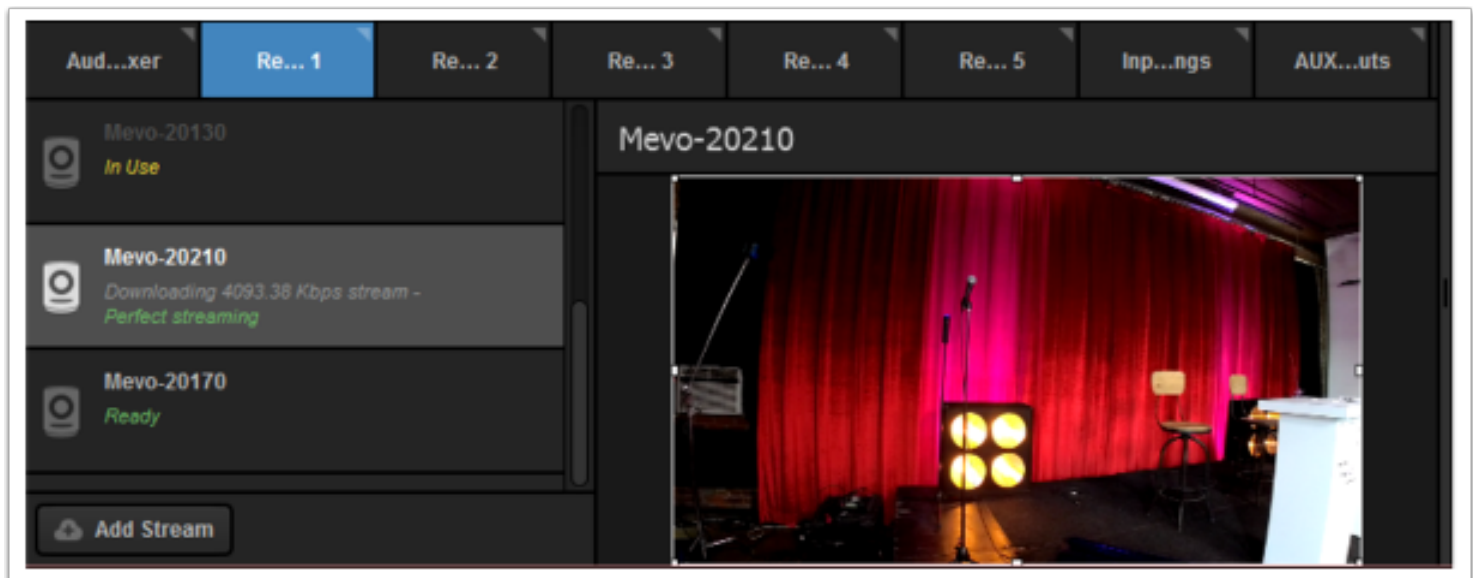 Aud...xer Re... 1 Re... 2 Re... 3 Re... 4 Re... 5 Inp...ngs AUX...uts
Mevo-20130
In Use
Mevo-20210
Downloading 4093.38 Kbps stream -
Perfect streaming
Mevo-20170
Ready
Add Stream
Mevo-20210